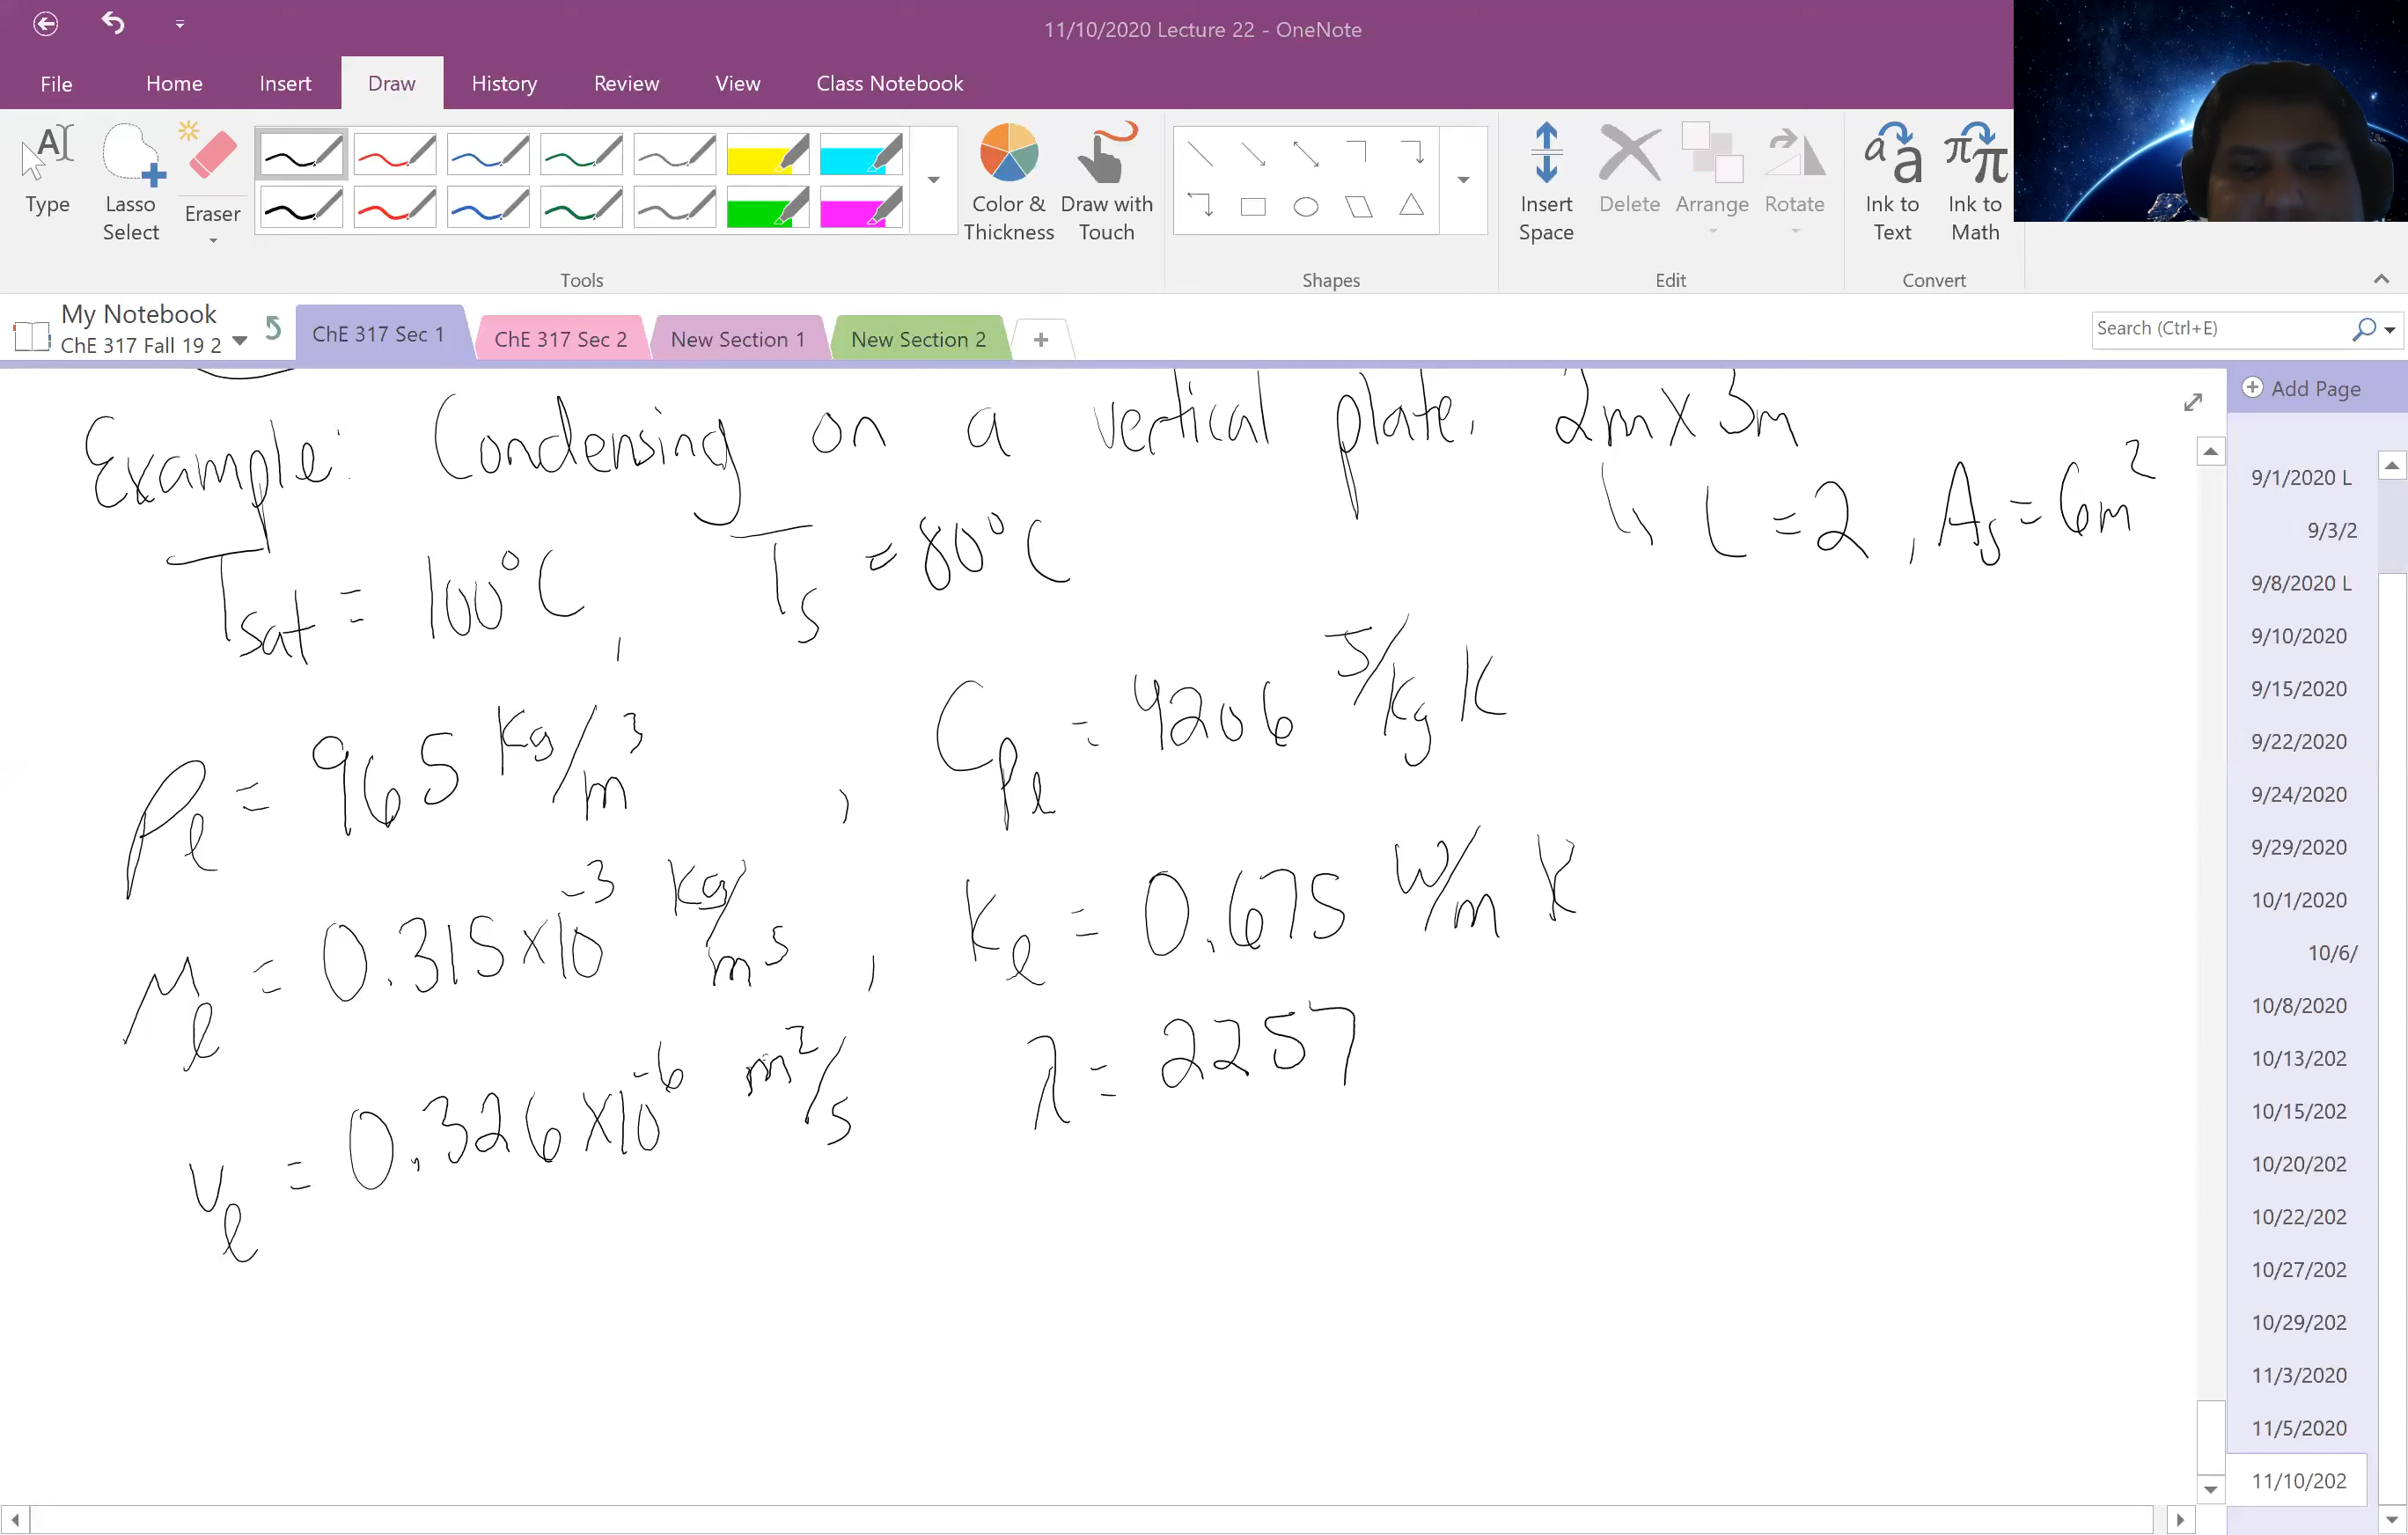 11/10/2020 Lecture 22 - OneNote
File Home Insert Draw History Review View Class Notebook
Type
Lasso Select
Eraser
Color & Thickness
Draw with Touch
Insert Space
Delete
Arrange
Rotate
Ink to Text
Ink to Math
Tools Shapes Edit Convert
My Notebook
ChE 317 Fall 19 2
ChE 317 Sec 1 ChE 317 Sec 2 New Section 1 New Section 2 +
Search (Ctrl+E)
Example: Condensing on a vertical plate. 2m X 3m
L = 2, As = 6m²
Tsat = 100°C, Ts = 80°C
ρℓ = 965 Kg/m³, Cpℓ = 4206 J/Kg K
μℓ = 0.315×10⁻³ Kg/ms, Kℓ = 0.675 W/m K
νℓ = 0.326×10⁻⁶ m²/s λ = 2257
Add Page
9/1/2020 L
9/3/2
9/8/2020 L
9/10/2020
9/15/2020
9/22/2020
9/24/2020
9/29/2020
10/1/2020
10/6/
10/8/2020
10/13/202
10/15/202
10/20/202
10/22/202
10/27/202
10/29/202
11/3/2020
11/5/2020
11/10/202